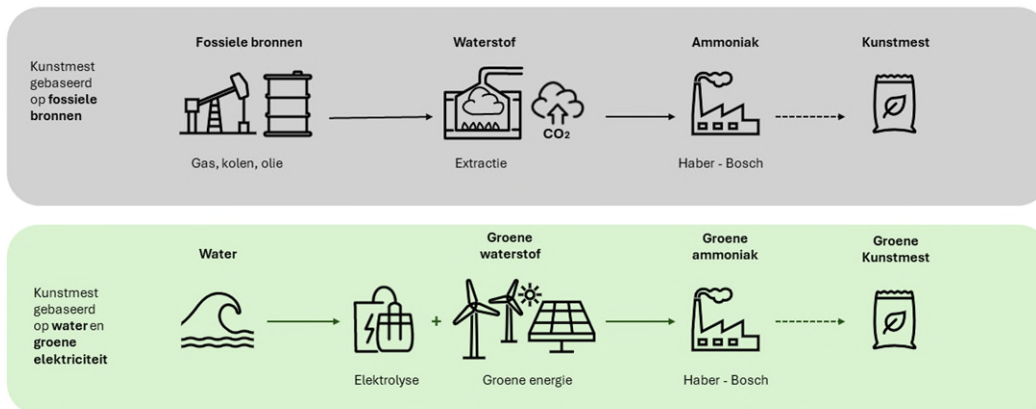 Kunstmest
gebaseerd
op fossiele
bronnen
Fossiele bronnen
Waterstof
Ammoniak
Kunstmest
CO₂
Gas, kolen, olie
Extractie
Haber - Bosch
Kunstmest
gebaseerd
op water en
groene
elektriciteit
Water
Groene
waterstof
Groene
ammoniak
Groene
Kunstmest
+
Elektrolyse
Groene energie
Haber - Bosch